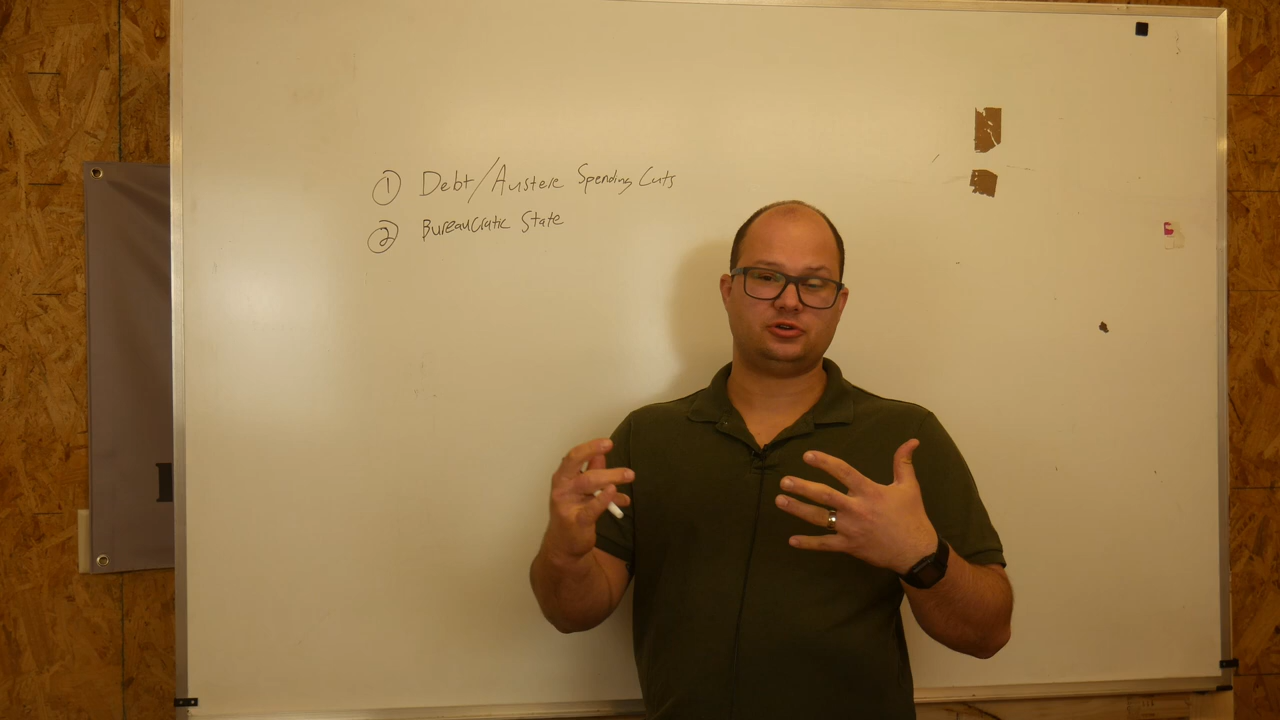 ① Debt/Austere Spending Cuts
② Bureaucratic State